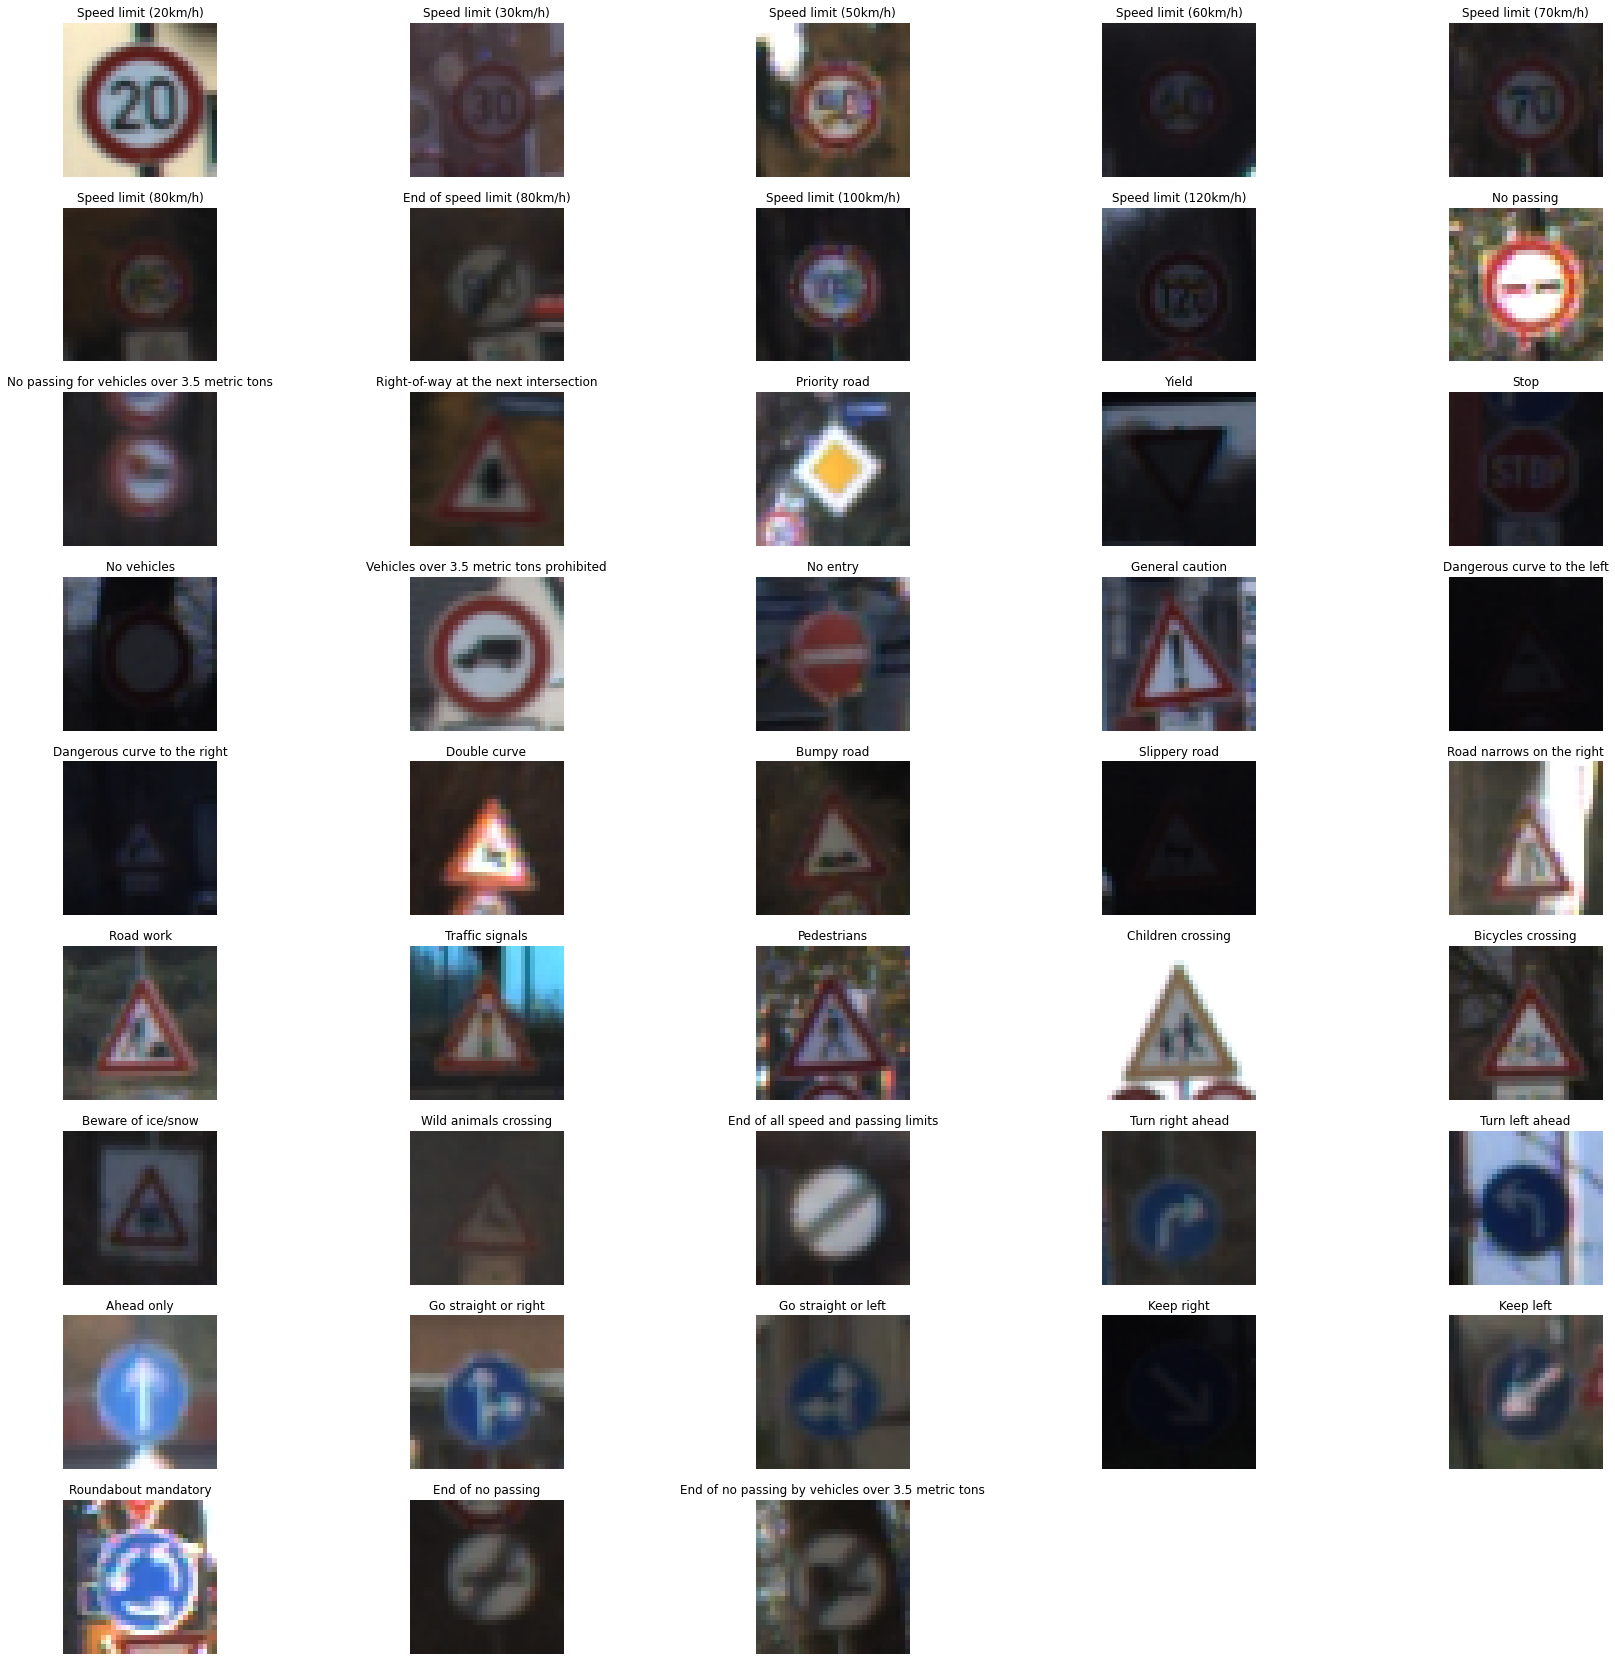 Speed limit (20km/h)
Speed limit (30km/h)
Speed limit (50km/h)
Speed limit (60km/h)
Speed limit (70km/h)
20
30
50
60
70
Speed limit (80km/h)
End of speed limit (80km/h)
Speed limit (100km/h)
Speed limit (120km/h)
No passing
120
No passing for vehicles over 3.5 metric tons
Right-of-way at the next intersection
Priority road
Yield
Stop
STOP
No vehicles
Vehicles over 3.5 metric tons prohibited
No entry
General caution
Dangerous curve to the left
Dangerous curve to the right
Double curve
Bumpy road
Slippery road
Road narrows on the right
Road work
Traffic signals
Pedestrians
Children crossing
Bicycles crossing
Beware of ice/snow
Wild animals crossing
End of all speed and passing limits
Turn right ahead
Turn left ahead
Ahead only
Go straight or right
Go straight or left
Keep right
Keep left
Roundabout mandatory
End of no passing
End of no passing by vehicles over 3.5 metric tons